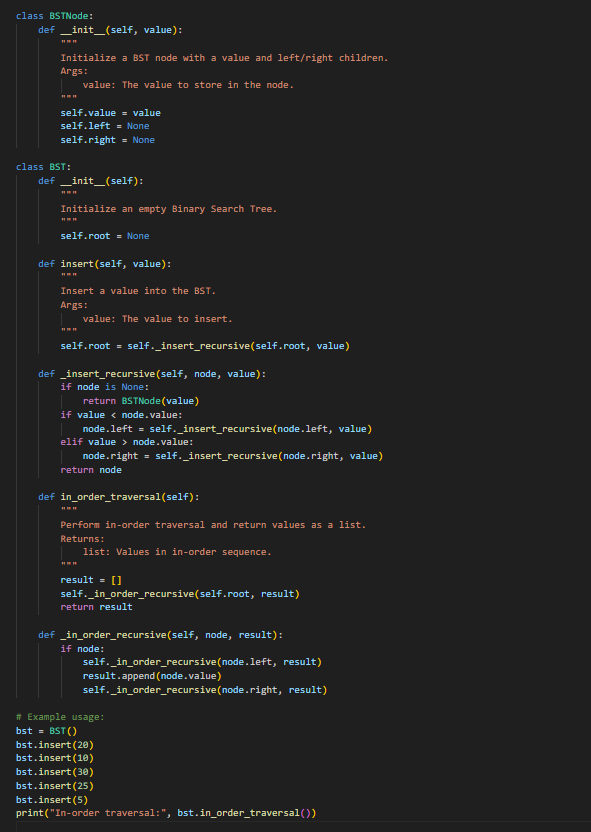 class BSTNode:
    def __init__(self, value):
        """
        Initialize a BST node with a value and left/right children.
        Args:
            value: The value to store in the node.
        """
        self.value = value
        self.left = None
        self.right = None

class BST:
    def __init__(self):
        """
        Initialize an empty Binary Search Tree.
        """
        self.root = None

    def insert(self, value):
        """
        Insert a value into the BST.
        Args:
            value: The value to insert.
        """
        self.root = self._insert_recursive(self.root, value)

    def _insert_recursive(self, node, value):
        if node is None:
            return BSTNode(value)
        if value < node.value:
            node.left = self._insert_recursive(node.left, value)
        elif value > node.value:
            node.right = self._insert_recursive(node.right, value)
        return node

    def in_order_traversal(self):
        """
        Perform in-order traversal and return values as a list.
        Returns:
            list: Values in in-order sequence.
        """
        result = []
        self._in_order_recursive(self.root, result)
        return result

    def _in_order_recursive(self, node, result):
        if node:
            self._in_order_recursive(node.left, result)
            result.append(node.value)
            self._in_order_recursive(node.right, result)

# Example usage:
bst = BST()
bst.insert(20)
bst.insert(10)
bst.insert(30)
bst.insert(25)
bst.insert(5)
print("In-order traversal:", bst.in_order_traversal())